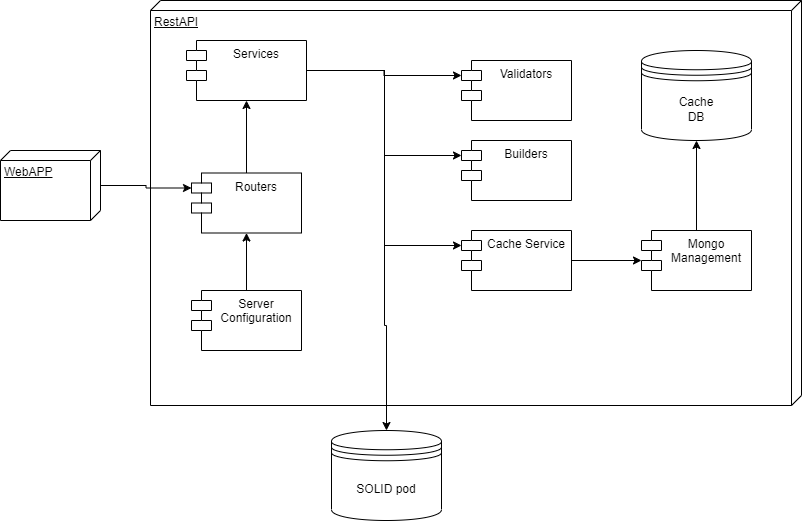 RestAPI
Services
Validators
Cache
DB
Builders
WebAPP
Routers
Cache Service
Mongo
Management
Server
Configuration
SOLID pod